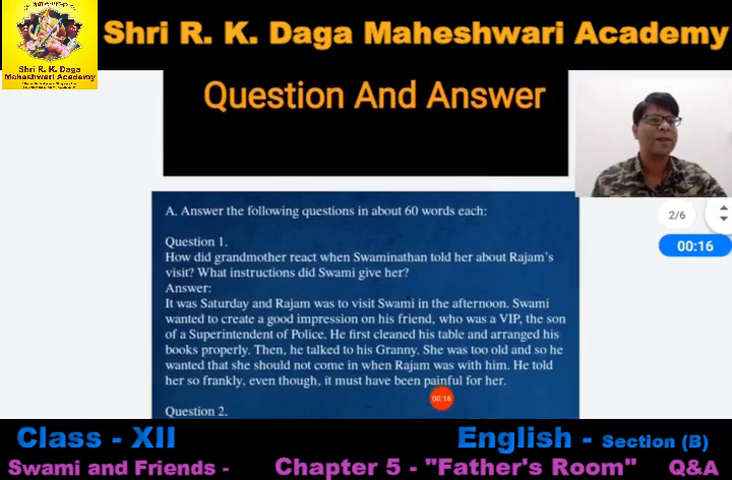 Shri R. K. Daga Maheshwari Academy
Shri R. K. Daga
Maheshwari Academy
Question And Answer
A. Answer the following questions in about 60 words each:
2/6
Question 1.
00:16
How did grandmother react when Swaminathan told her about Rajam's
visit? What instructions did Swami give her?
Answer:
It was Saturday and Rajam was to visit Swami in the afternoon. Swami
wanted to create a good impression on his friend, who was a VIP, the son
of a Superintendent of Police. He first cleaned his table and arranged his
books properly. Then, he talked to his Granny. She was too old and so he
wanted that she should not come in when Rajam was with him. He told
her so frankly, even though, it must have been painful for her.
00:16
Question 2.
Class - XII
English - Section (B)
Swami and Friends - Chapter 5 - "Father's Room" Q&A